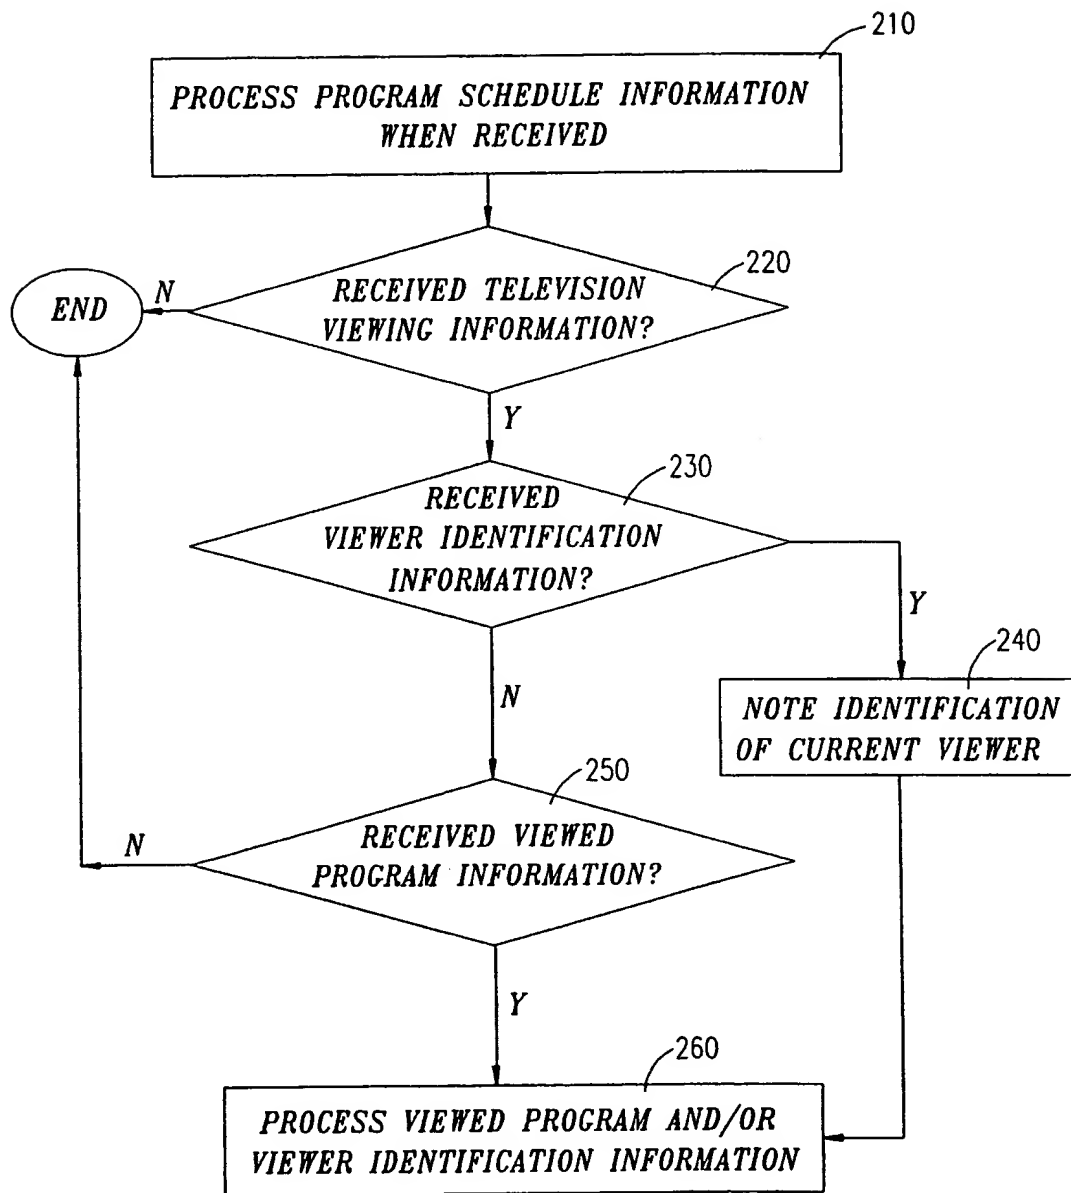 210
PROCESS PROGRAM SCHEDULE INFORMATION
WHEN RECEIVED
220
RECEIVED TELEVISION
VIEWING INFORMATION?
N
END
Y
230
RECEIVED
VIEWER IDENTIFICATION
INFORMATION?
Y
240
NOTE IDENTIFICATION
OF CURRENT VIEWER
N
250
RECEIVED VIEWED
PROGRAM INFORMATION?
N
Y
260
PROCESS VIEWED PROGRAM AND/OR
VIEWER IDENTIFICATION INFORMATION